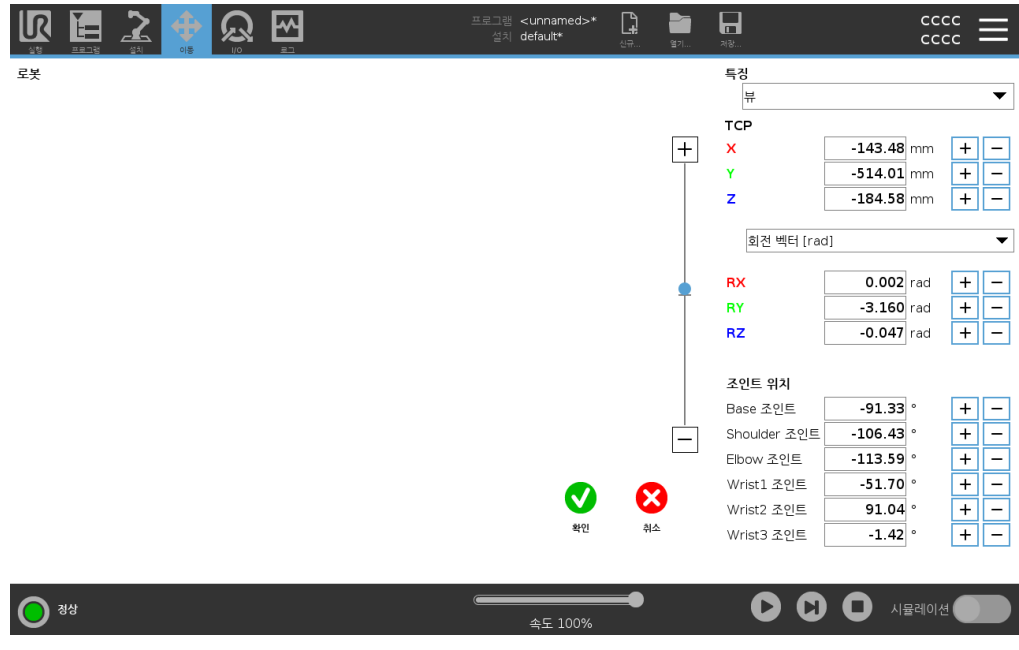 UR
실행
프로그램
설치
이동
I/O
로그
프로그램 <unnamed>*
설치 default*
신규...
열기...
저장...
CCCC
CCCC
로봇
특징
뷰
TCP
X -143.48 mm + −
Y -514.01 mm + −
Z -184.58 mm + −
회전 벡터 [rad]
RX 0.002 rad + −
RY -3.160 rad + −
RZ -0.047 rad + −
조인트 위치
Base 조인트 -91.33 ° + −
Shoulder 조인트 -106.43 ° + −
Elbow 조인트 -113.59 ° + −
Wrist1 조인트 -51.70 ° + −
Wrist2 조인트 91.04 ° + −
Wrist3 조인트 -1.42 ° + −
확인
취소
정상
속도 100%
시뮬레이션